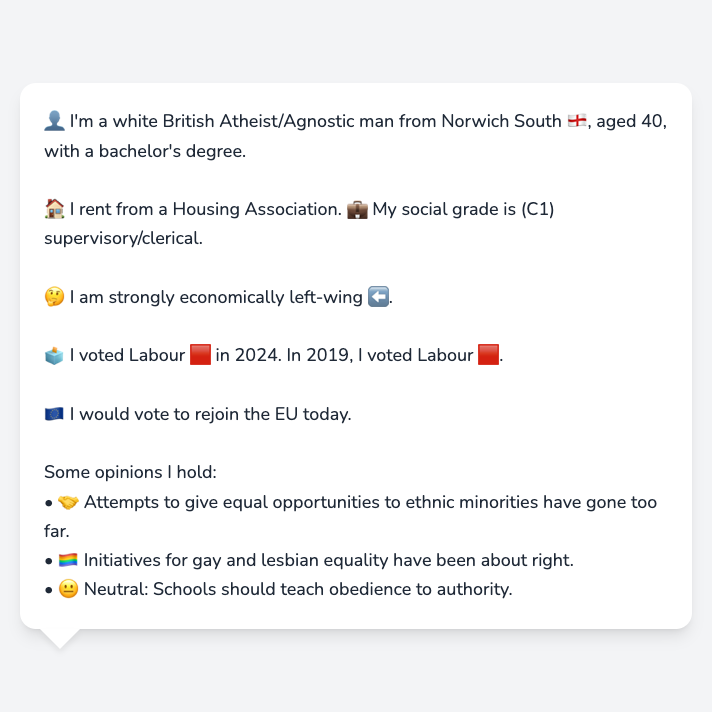 👤 I'm a white British Atheist/Agnostic man from Norwich South 🏴󠁧󠁢󠁥󠁮󠁧󠁿, aged 40,
with a bachelor's degree.
🏠 I rent from a Housing Association. 💼 My social grade is (C1)
supervisory/clerical.
🤔 I am strongly economically left-wing ⬅️.
🗳️ I voted Labour 🟥 in 2024. In 2019, I voted Labour 🟥.
🇪🇺 I would vote to rejoin the EU today.
Some opinions I hold:
• 🤝 Attempts to give equal opportunities to ethnic minorities have gone too
far.
• 🏳️‍🌈 Initiatives for gay and lesbian equality have been about right.
• 😐 Neutral: Schools should teach obedience to authority.